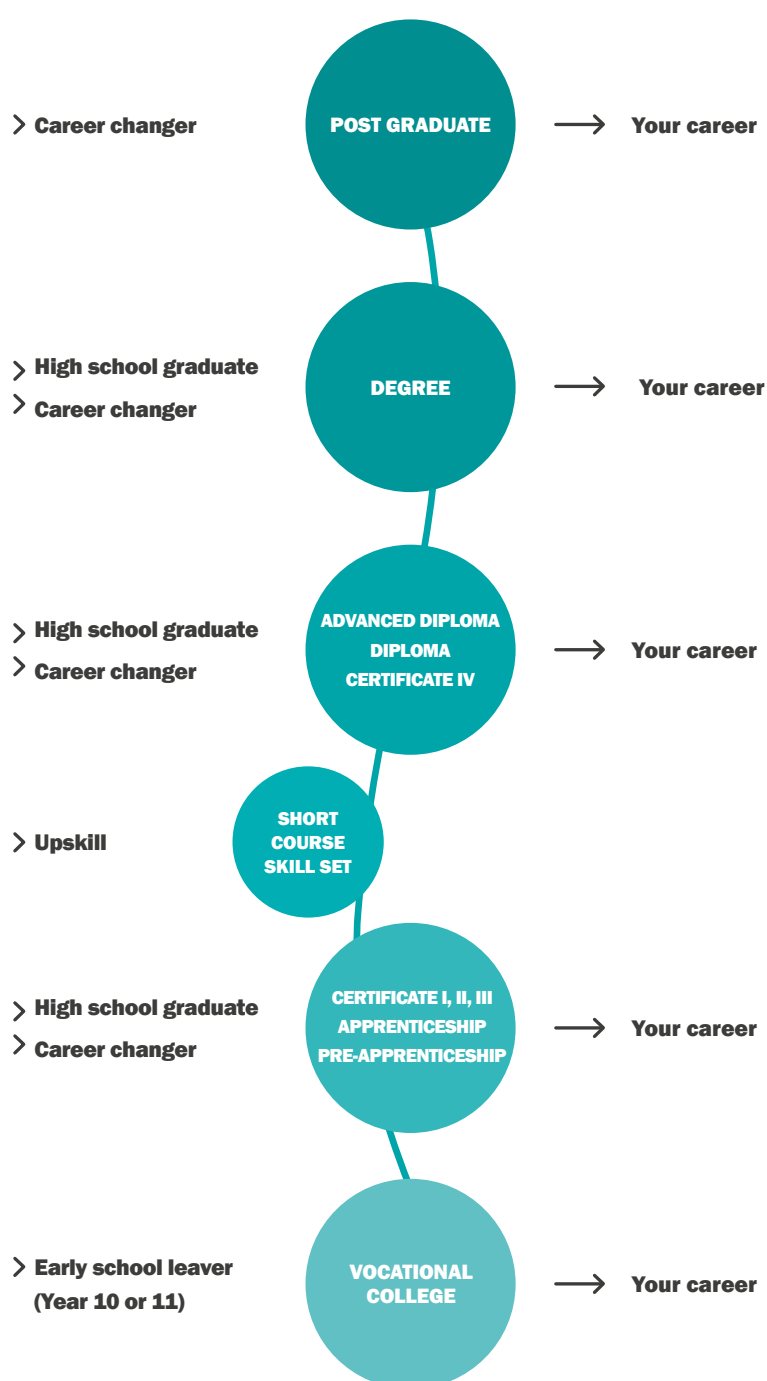 > Career changer
POST GRADUATE
→ Your career
> High school graduate
> Career changer
DEGREE
→ Your career
> High school graduate
> Career changer
ADVANCED DIPLOMA
DIPLOMA
CERTIFICATE IV
→ Your career
> Upskill
SHORT
COURSE
SKILL SET
> High school graduate
> Career changer
CERTIFICATE I, II, III
APPRENTICESHIP
PRE-APPRENTICESHIP
→ Your career
> Early school leaver
(Year 10 or 11)
VOCATIONAL
COLLEGE
→ Your career